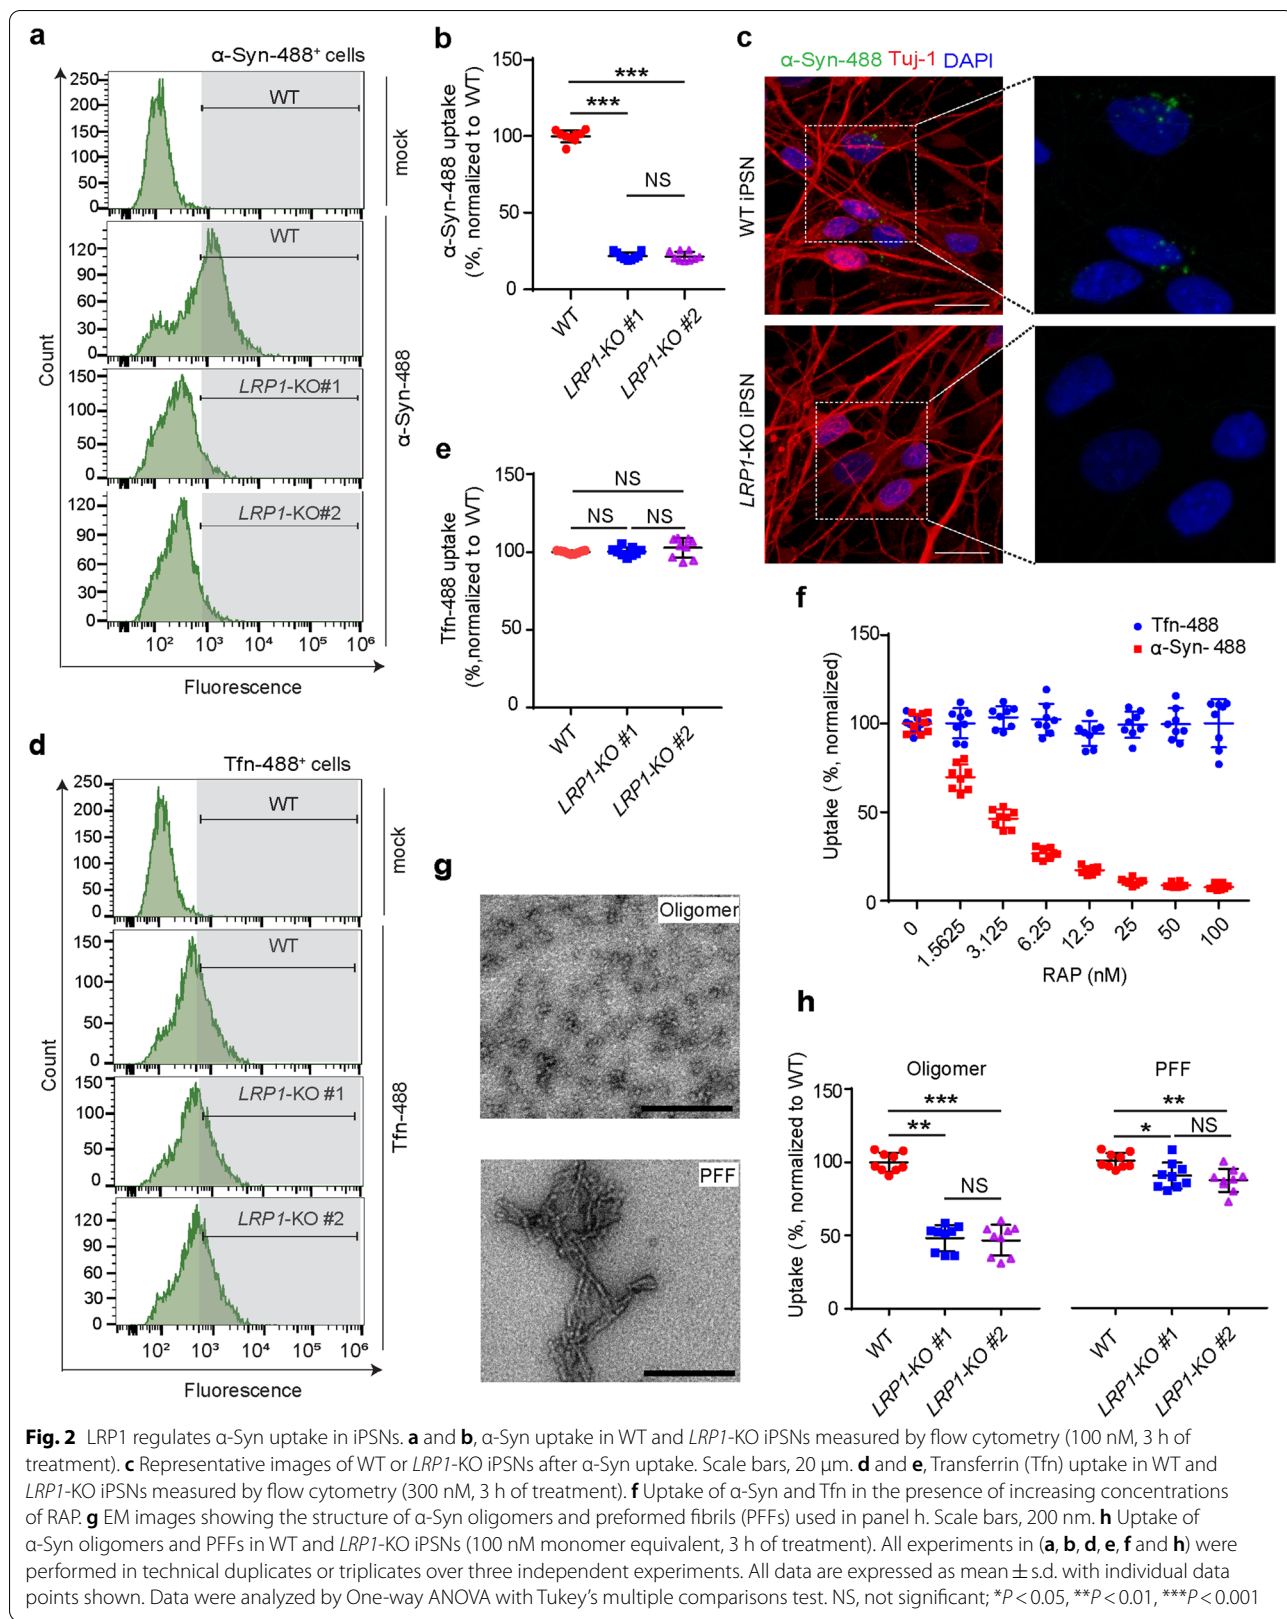 a
α-Syn-488⁺ cells
250
200
150
100
50
0
WT
mock
120
90
60
30
0
WT
150
100
50
0
LRP1-KO#1
120
90
60
30
0
LRP1-KO#2
α-Syn-488
Count
10² 10³ 10⁴ 10⁵ 10⁶
Fluorescence
b
α-Syn-488 uptake
(%, normalized to WT)
150
100
50
0
***
***
NS
WT
LRP1-KO #1
LRP1-KO #2
c
α-Syn-488 Tuj-1 DAPI
WT iPSN
LRP1-KO iPSN
d
Tfn-488⁺ cells
250
200
150
100
50
0
WT
mock
150
100
50
0
WT
150
100
50
0
LRP1-KO #1
120
90
60
30
0
LRP1-KO #2
Tfn-488
Count
10² 10³ 10⁴ 10⁵ 10⁶
Fluorescence
e
Tfn-488 uptake
(%,normalized to WT)
150
100
50
0
NS
NS NS
WT
LRP1-KO #1
LRP1-KO #2
f
Uptake (%, normalized)
150
100
50
0
Tfn-488
α-Syn- 488
0 1.5625 3.125 6.25 12.5 25 50 100
RAP (nM)
g
Oligomer
PFF
h
Uptake (%, normalized to WT)
150
100
50
0
Oligomer
***
**
NS
WT
LRP1-KO #1
LRP1-KO #2
PFF
**
* NS
WT
LRP1-KO #1
LRP1-KO #2
Fig. 2 LRP1 regulates α-Syn uptake in iPSNs. a and b, α-Syn uptake in WT and LRP1-KO iPSNs measured by flow cytometry (100 nM, 3 h of
treatment). c Representative images of WT or LRP1-KO iPSNs after α-Syn uptake. Scale bars, 20 μm. d and e, Transferrin (Tfn) uptake in WT and
LRP1-KO iPSNs measured by flow cytometry (300 nM, 3 h of treatment). f Uptake of α-Syn and Tfn in the presence of increasing concentrations
of RAP. g EM images showing the structure of α-Syn oligomers and preformed fibrils (PFFs) used in panel h. Scale bars, 200 nm. h Uptake of
α-Syn oligomers and PFFs in WT and LRP1-KO iPSNs (100 nM monomer equivalent, 3 h of treatment). All experiments in (a, b, d, e, f and h) were
performed in technical duplicates or triplicates over three independent experiments. All data are expressed as mean ± s.d. with individual data
points shown. Data were analyzed by One-way ANOVA with Tukey's multiple comparisons test. NS, not significant; *P < 0.05, **P < 0.01, ***P < 0.001